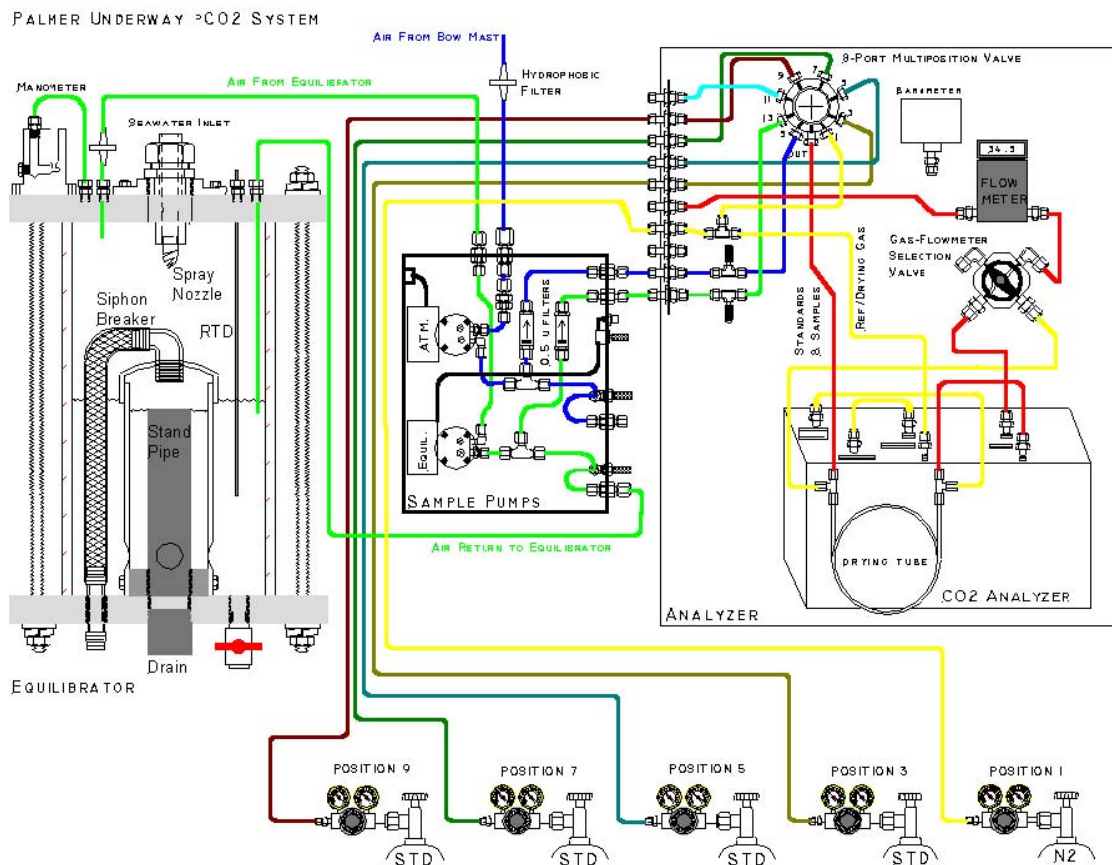 PALMER UNDERWAY PCO2 SYSTEM
AIR FROM BOW MAST
AIR FROM EQUILIBRATOR
HYDROPHOBIC
FILTER
MANOMETER
SEAWATER INLET
9-PORT MULTIPOSITION VALVE
BAROMETER
9
7
5
3
1
11
13
OUT
34.5
FLOW
METER
GAS-FLOWMETER
SELECTION
VALVE
Spray
Nozzle
Siphon
Breaker
RTD
Stand
Pipe
ATM.
0.5 U FILTERS
EQUIL.
SAMPLE PUMPS
AIR RETURN TO EQUILIBRATOR
STANDARDS
& SAMPLES
REF/DRYING GAS
DRYING TUBE
CO2 ANALYZER
ANALYZER
Drain
EQUILIBRATOR
POSITION 9
POSITION 7
POSITION 5
POSITION 3
POSITION 1
STD
STD
STD
STD
N2